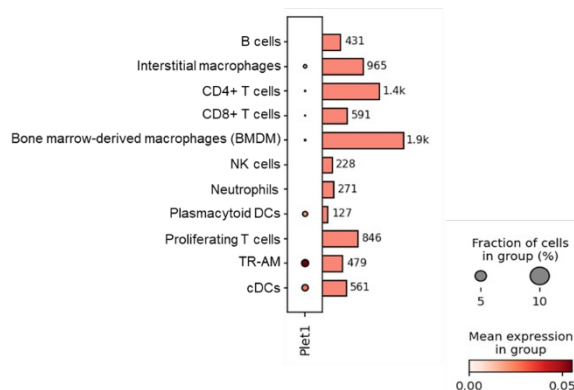 B cells
431
Interstitial macrophages
965
CD4+ T cells
1.4k
CD8+ T cells
591
Bone marrow-derived macrophages (BMDM)
1.9k
NK cells
228
Neutrophils
271
Plasmacytoid DCs
127
Proliferating T cells
846
TR-AM
479
cDCs
561
Plet1
Fraction of cells
in group (%)
5 10
Mean expression
in group
0.00 0.05